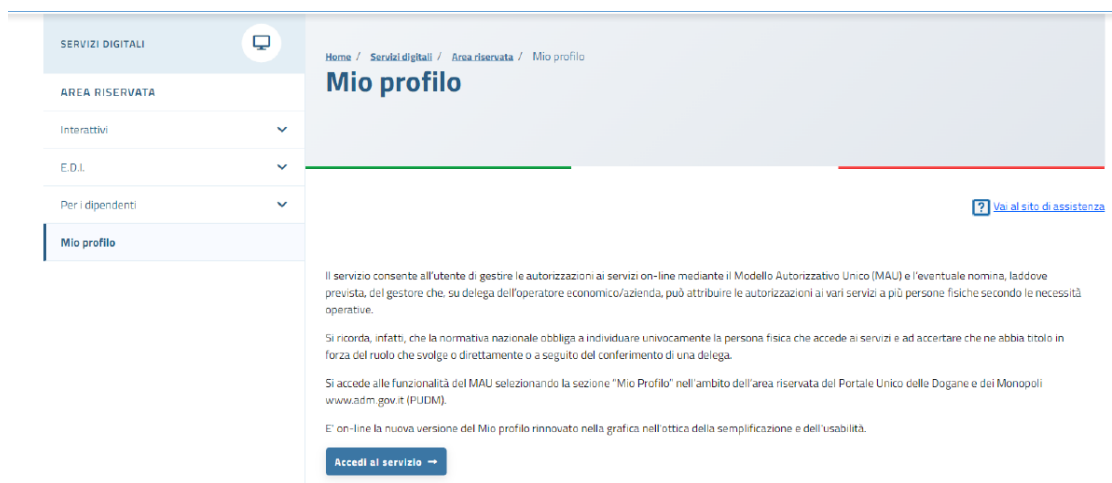 SERVIZI DIGITALI
AREA RISERVATA
Interattivi
E.D.I.
Per i dipendenti
Mio profilo
Home / Servizi digitali / Area riservata / Mio profilo
Mio profilo
? Vai al sito di assistenza
Il servizio consente all'utente di gestire le autorizzazioni ai servizi on-line mediante il Modello Autorizzativo Unico (MAU) e l'eventuale nomina, laddove
prevista, del gestore che, su delega dell'operatore economico/azienda, può attribuire le autorizzazioni ai vari servizi a più persone fisiche secondo le necessità
operative.
Si ricorda, infatti, che la normativa nazionale obbliga a individuare univocamente la persona fisica che accede ai servizi e ad accertare che ne abbia titolo in
forza del ruolo che svolge o direttamente o a seguito del conferimento di una delega.
Si accede alle funzionalità del MAU selezionando la sezione "Mio Profilo" nell'ambito dell'area riservata del Portale Unico delle Dogane e dei Monopoli
www.adm.gov.it (PUDM).
E' on-line la nuova versione del Mio profilo rinnovato nella grafica nell'ottica della semplificazione e dell'usabilità.
Accedi al servizio →